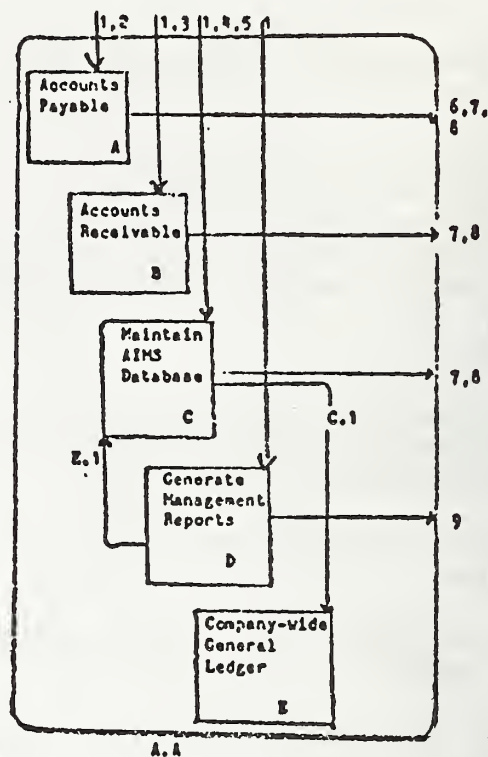 1,2
1,3
1,4,5
1
Accounts
Payable
A
6,7,
8
Accounts
Receivable
B
7,8
Maintain
AIMS
Database
C
7,8
C.1
E.1
Generate
Management
Reports
D
9
Company-wide
General
Ledger
E
A.A